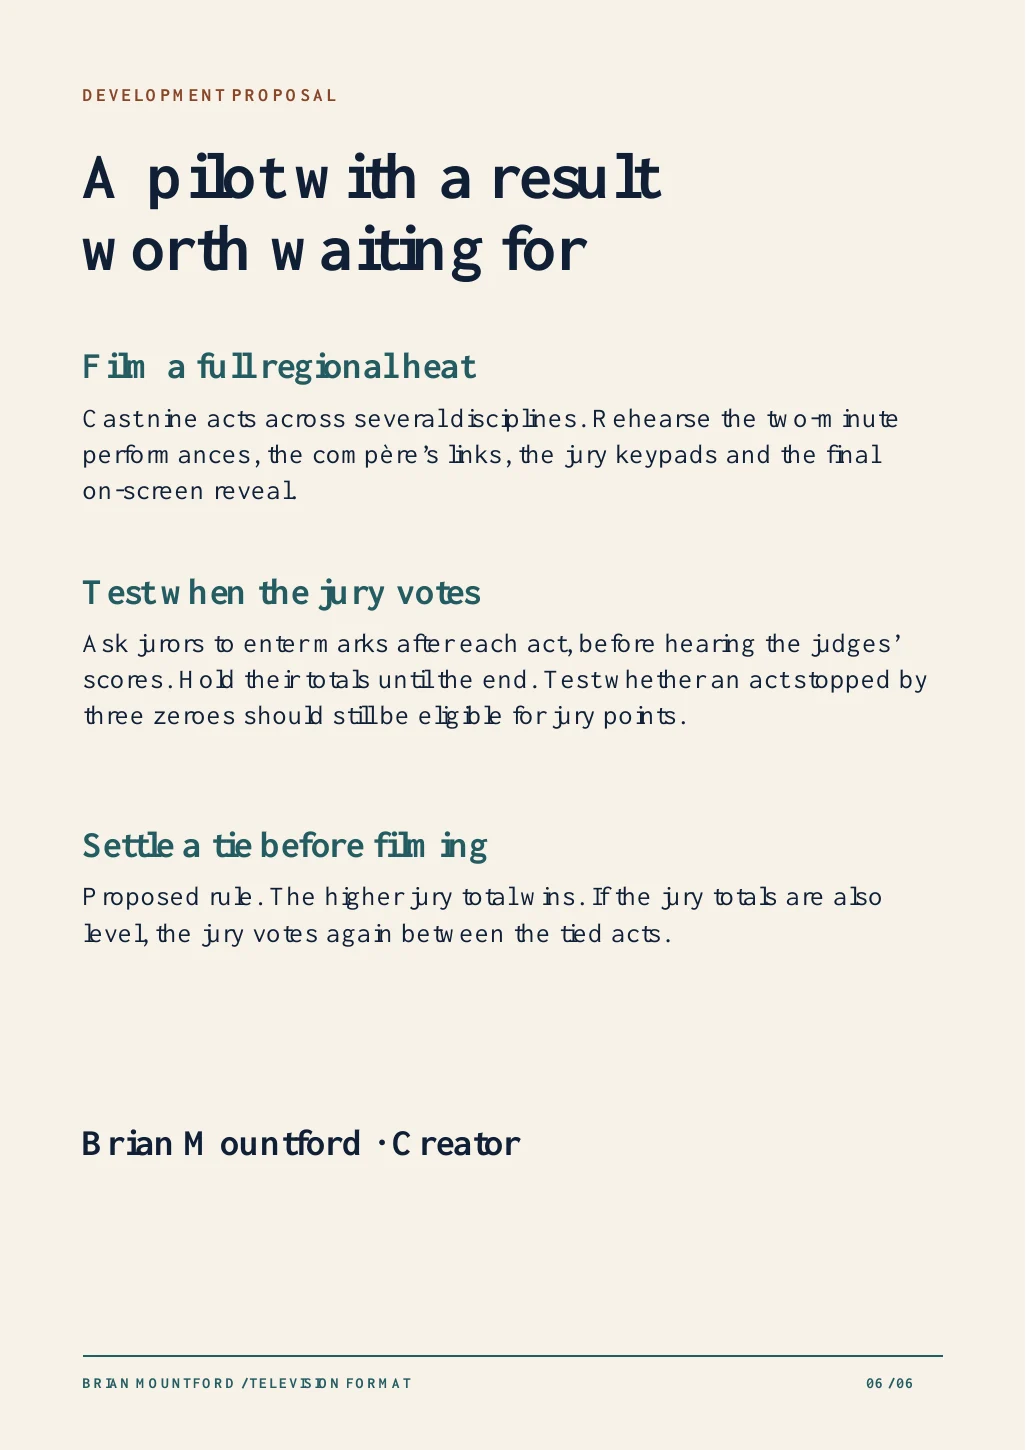 DEVELOPMENT PROPOSAL
A pilot with a result
worth waiting for
Film a full regional heat
Cast nine acts across several disciplines. Rehearse the two-minute
performances, the compère’s links, the jury keypads and the final
on-screen reveal.
Test when the jury votes
Ask jurors to enter marks after each act, before hearing the judges’
scores. Hold their totals until the end. Test whether an act stopped by
three zeroes should still be eligible for jury points.
Settle a tie before filming
Proposed rule. The higher jury total wins. If the jury totals are also
level, the jury votes again between the tied acts.
Brian Mountford · Creator
BRIAN MOUNTFORD / TELEVISION FORMAT
06 / 06